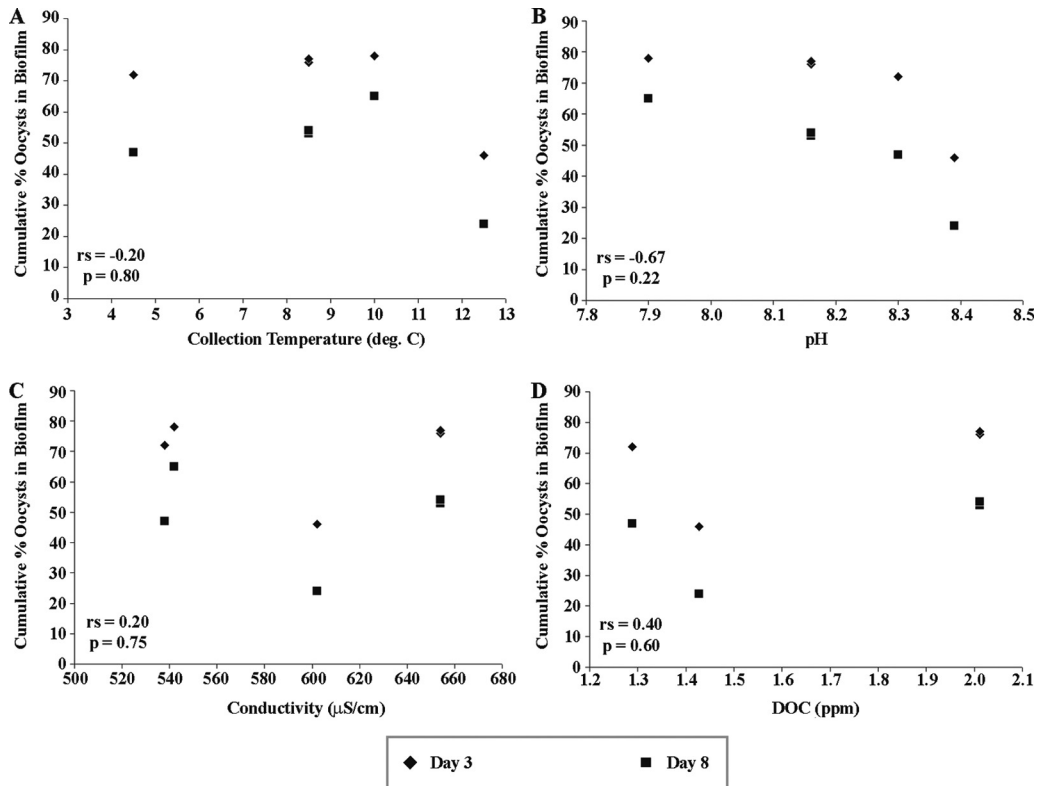 A
Cumulative % Oocysts in Biofilm
90
80
70
60
50
40
30
20
10
0
rs = -0.20
p = 0.80
3 4 5 6 7 8 9 10 11 12 13
Collection Temperature (deg. C)
B
Cumulative % Oocysts in Biofilm
90
80
70
60
50
40
30
20
10
0
rs = -0.67
p = 0.22
7.8 7.9 8.0 8.1 8.2 8.3 8.4 8.5
pH
C
Cumulative % Oocysts in Biofilm
90
80
70
60
50
40
30
20
10
0
rs = 0.20
p = 0.75
500 520 540 560 580 600 620 640 660 680
Conductivity (µS/cm)
D
Cumulative % Oocysts in Biofilm
90
80
70
60
50
40
30
20
10
0
rs = 0.40
p = 0.60
1.2 1.3 1.4 1.5 1.6 1.7 1.8 1.9 2.0 2.1
DOC (ppm)
Day 3 Day 8